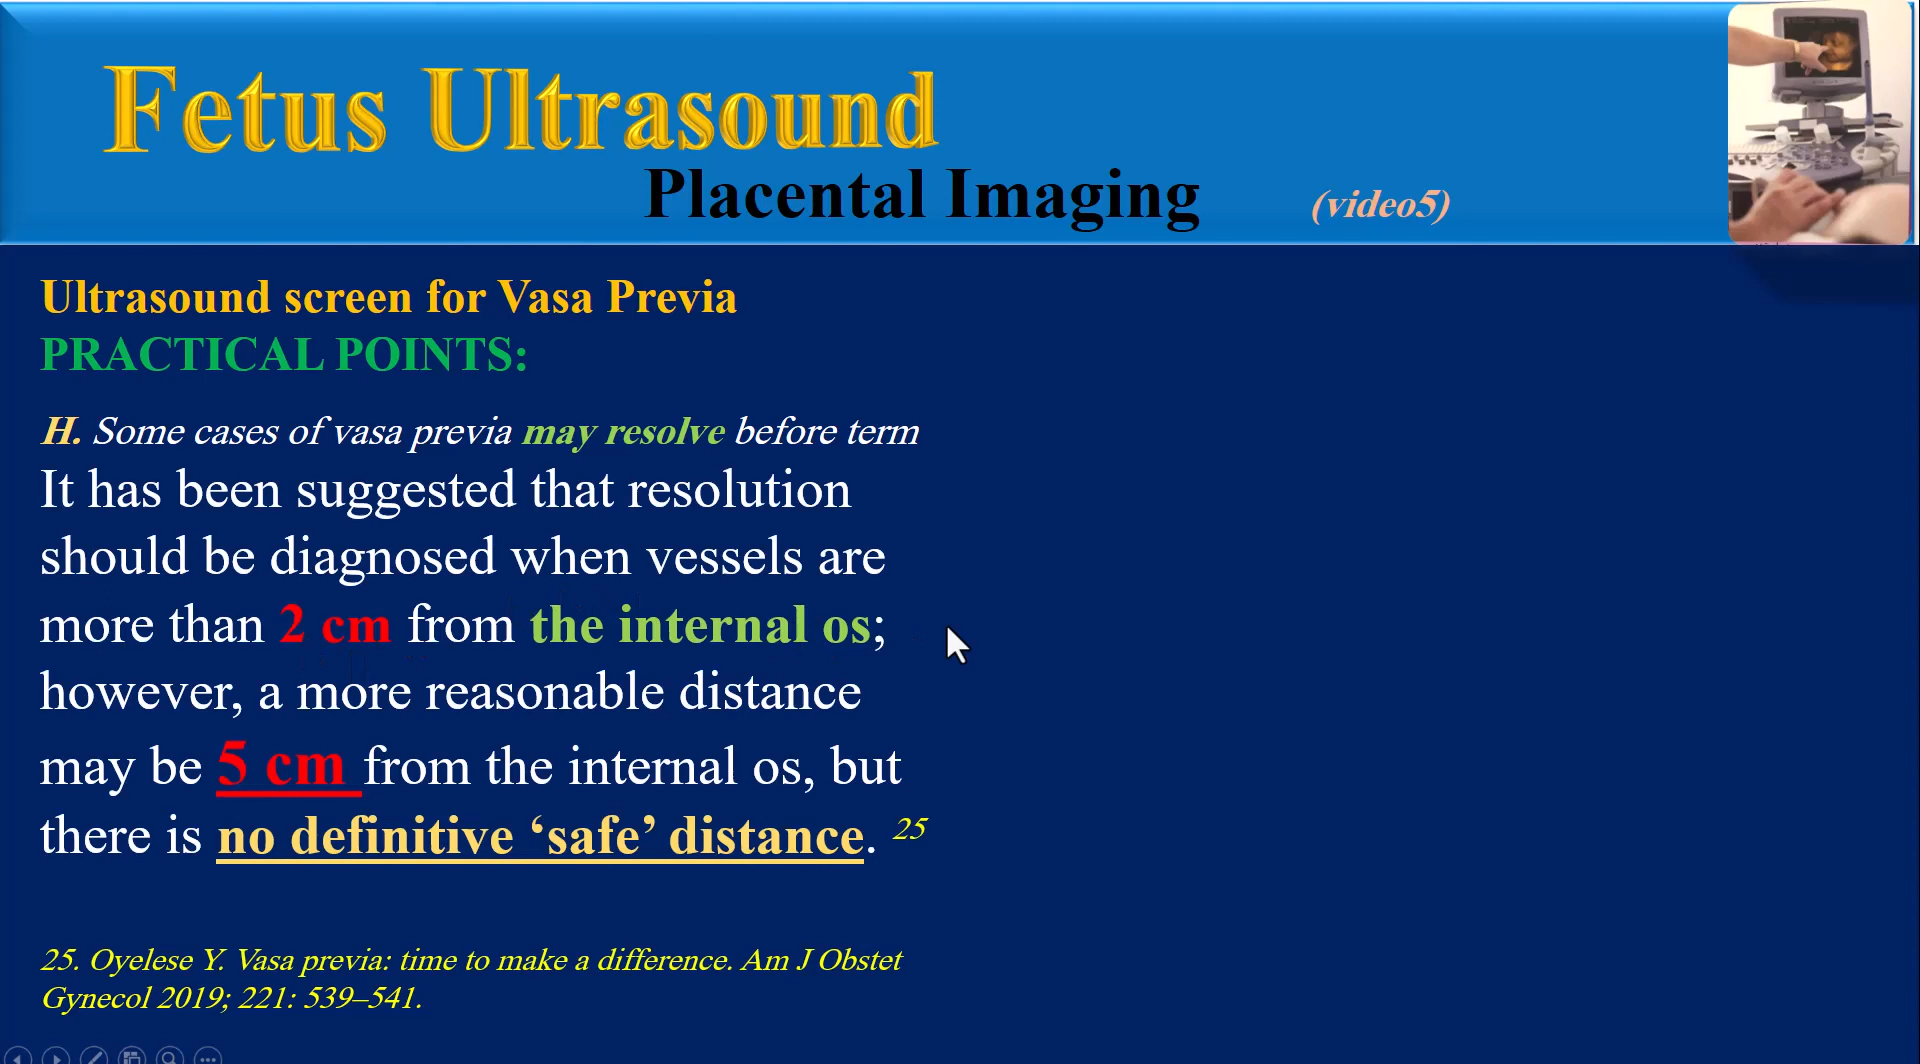 Fetus Ultrasound
Placental Imaging
(video5)
Ultrasound screen for Vasa Previa
PRACTICAL POINTS:
H. Some cases of vasa previa may resolve before term
It has been suggested that resolution
should be diagnosed when vessels are
more than 2 cm from the internal os;
however, a more reasonable distance
may be 5 cm from the internal os, but
there is no definitive ‘safe’ distance. 25
25. Oyelese Y. Vasa previa: time to make a difference. Am J Obstet
Gynecol 2019; 221: 539–541.